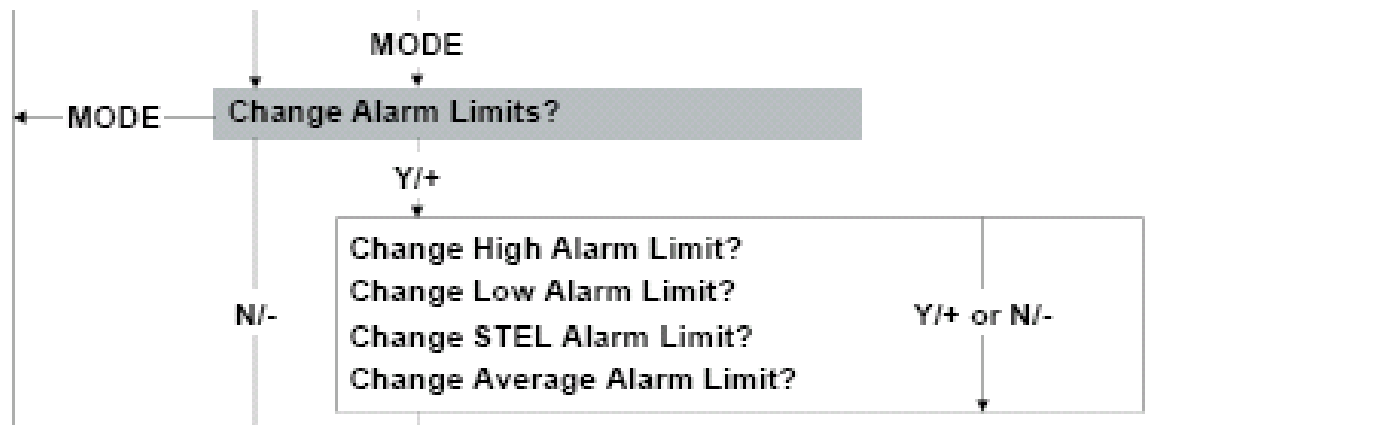 MODE
MODE
Change Alarm Limits?
Y/+
Change High Alarm Limit?
Change Low Alarm Limit?
N/-
Y/+ or N/-
Change STEL Alarm Limit?
Change Average Alarm Limit?